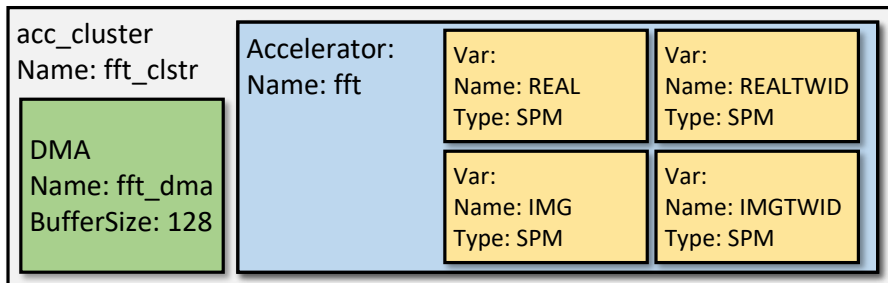 acc_cluster
Name: fft_clstr
DMA
Name: fft_dma
BufferSize: 128
Accelerator:
Name: fft
Var:
Name: REAL
Type: SPM
Var:
Name: REALTWID
Type: SPM
Var:
Name: IMG
Type: SPM
Var:
Name: IMGTWID
Type: SPM